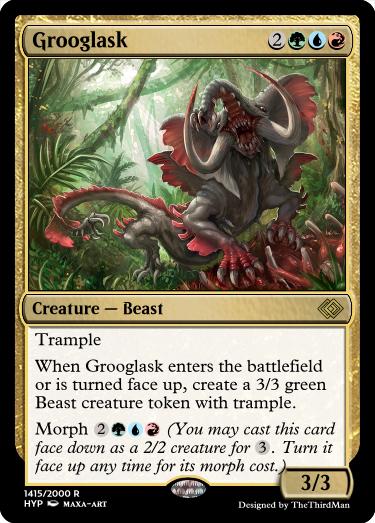 Grooglask 2
Creature — Beast
Trample
When Grooglask enters the battlefield
or is turned face up, create a 3/3 green
Beast creature token with trample.
Morph 2 (You may cast this
card face down as a 2/2 creature for 3. Turn it
face up any time for its morph cost.)
3/3
1415/2000 R
HYP MAXA-ART
Designed by TheThirdMan